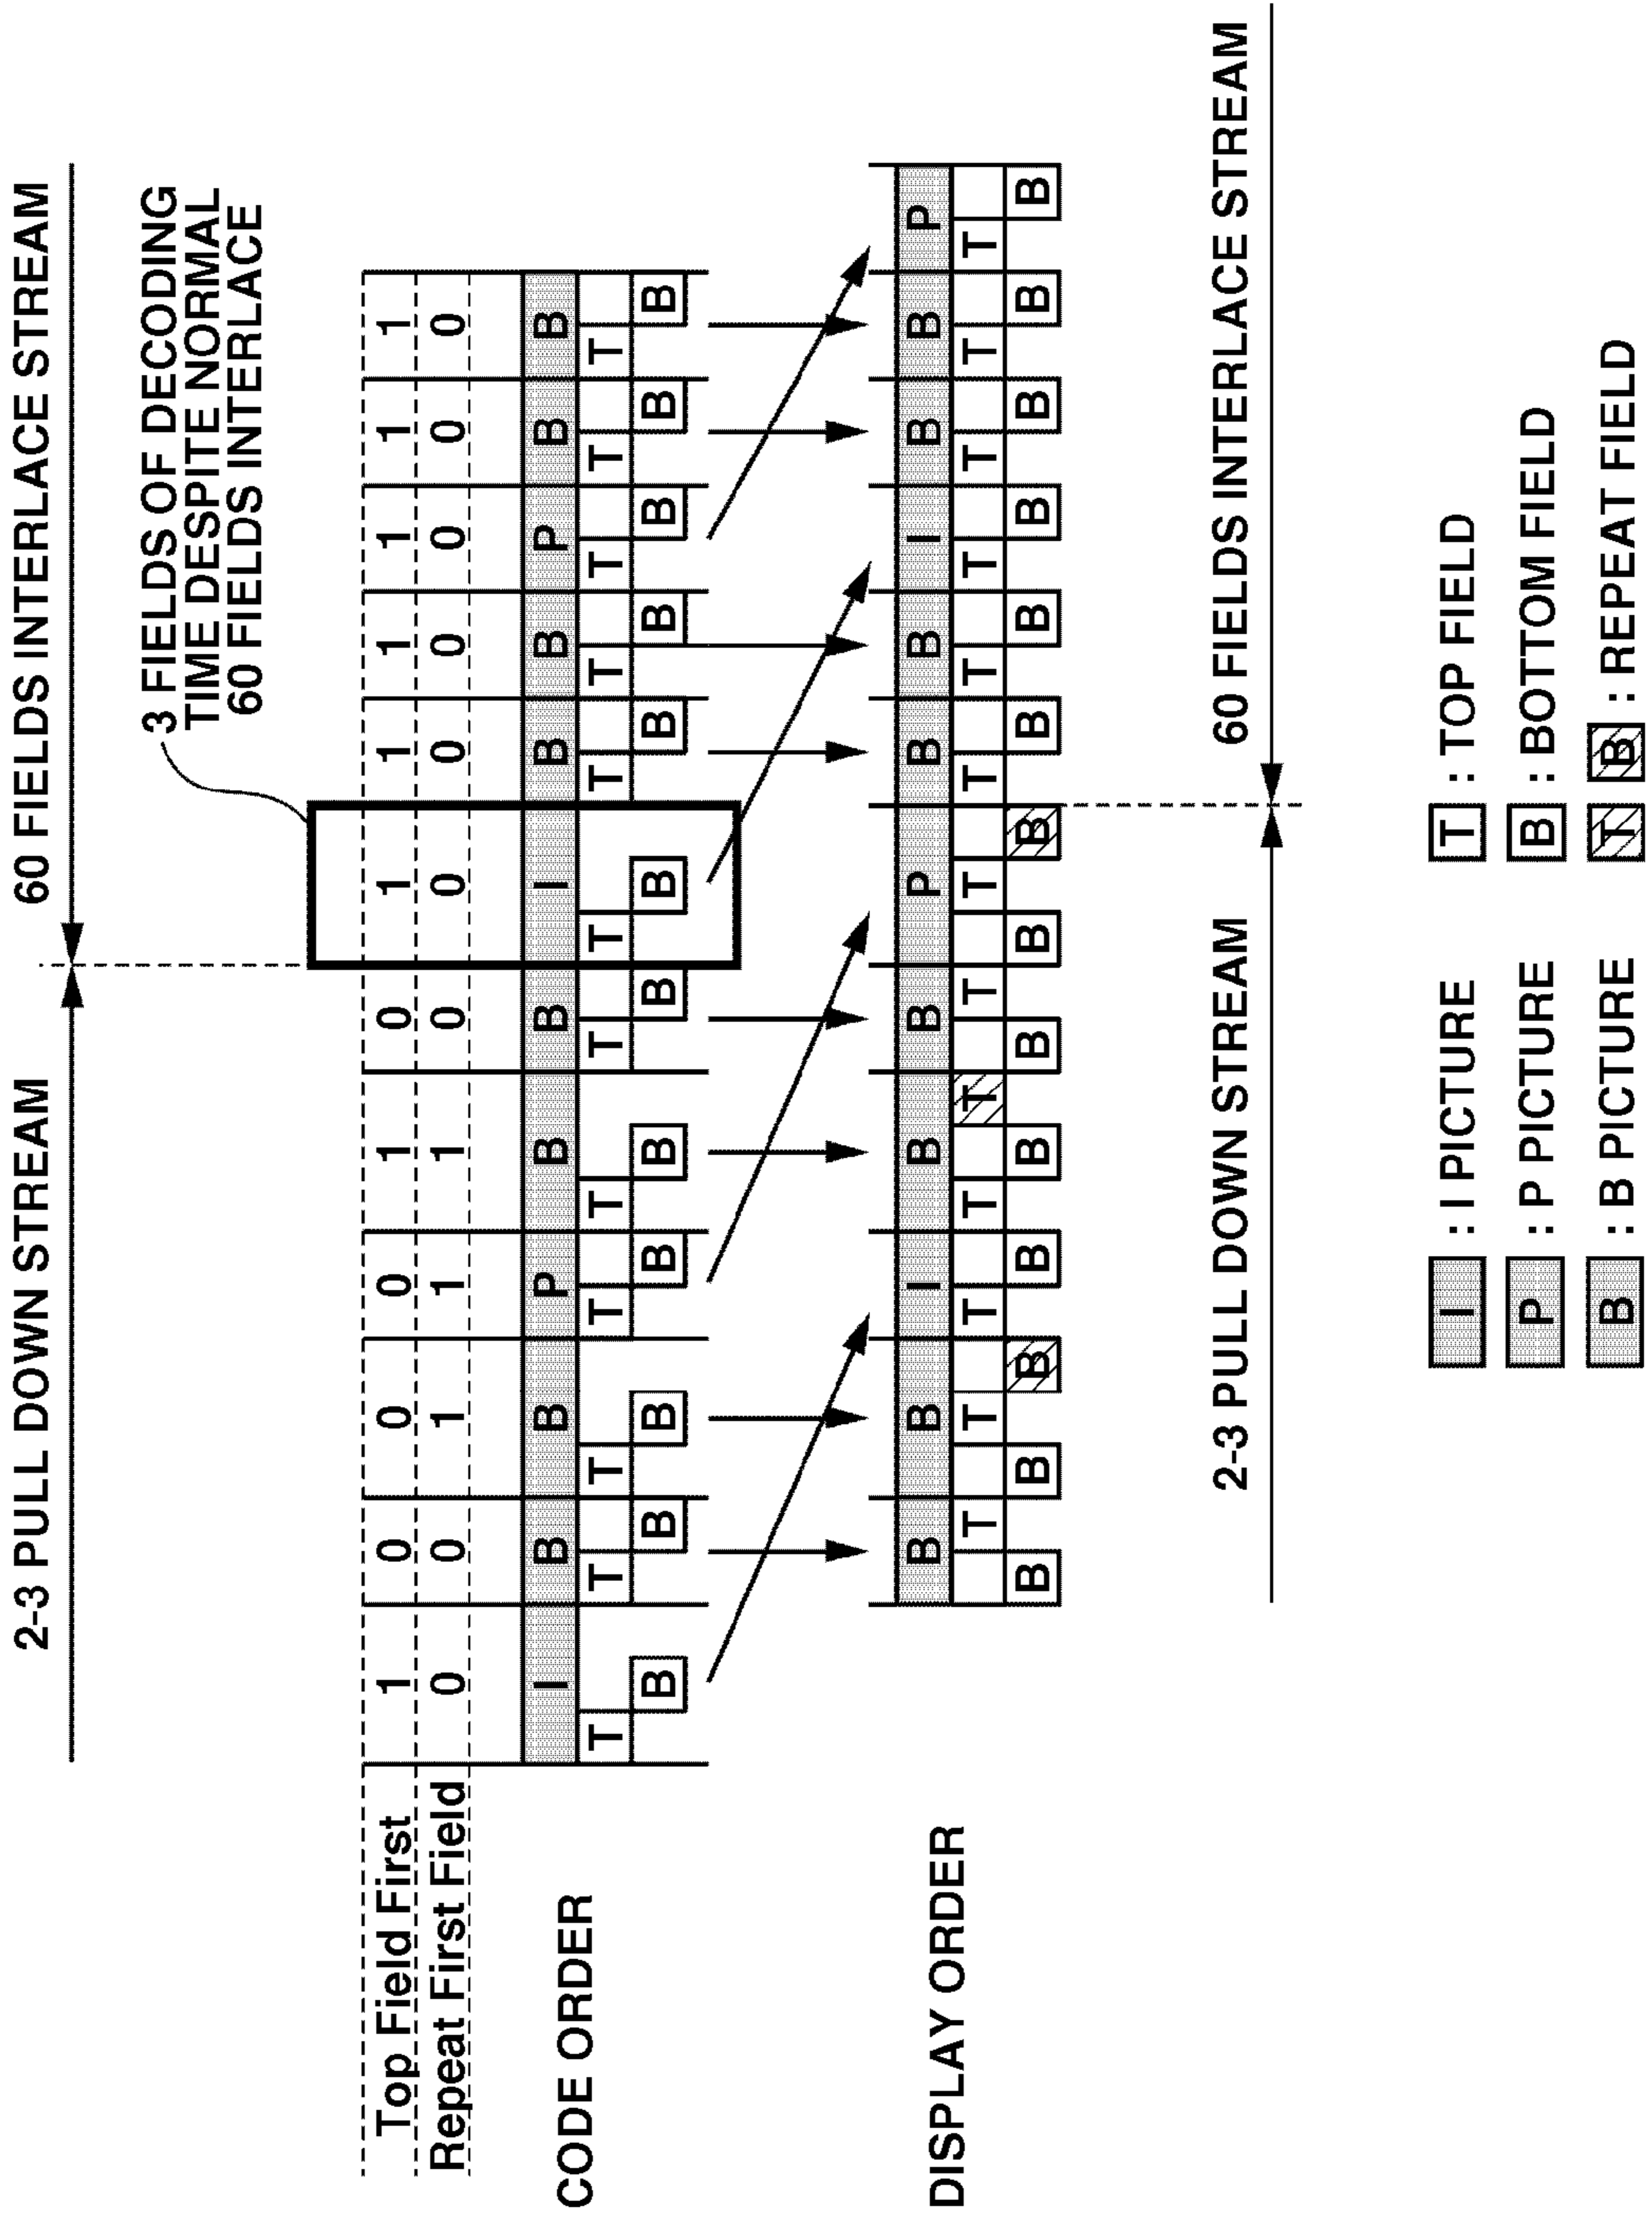 2-3 PULL DOWN STREAM 60 FIELDS INTERLACE STREAM
3 FIELDS OF DECODING
TIME DESPITE NORMAL
60 FIELDS INTERLACE
Top Field First 1 0 0 0 1 0 1 1 1 1 1 1
Repeat First Field 0 0 1 1 1 0 0 0 0 0 0 0
CODE ORDER I B B P B B I B B P B B
T T T T T T T T T T T T
B B B B B B B B B B B B
DISPLAY ORDER B B I B B P B B I B B P
T T T T T T T T T T T T T
B B B B B B B B B B B B B B
2-3 PULL DOWN STREAM 60 FIELDS INTERLACE STREAM
I : I PICTURE T : TOP FIELD
P : P PICTURE B : BOTTOM FIELD
B : B PICTURE T B : REPEAT FIELD